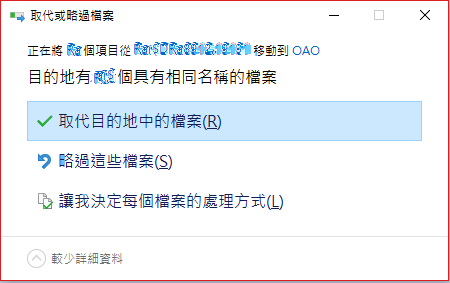 取代或略過檔案
正在將 個項目從 移動到 OAO
目的地有 個具有相同名稱的檔案
取代目的地中的檔案(R)
略過這些檔案(S)
讓我決定每個檔案的處理方式(L)
較少詳細資料